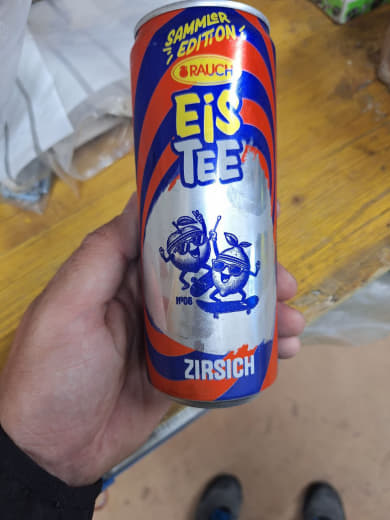 SAMMLER
EDITION
RAUCH
EiS
TEE
Nº06
ZIRSICH